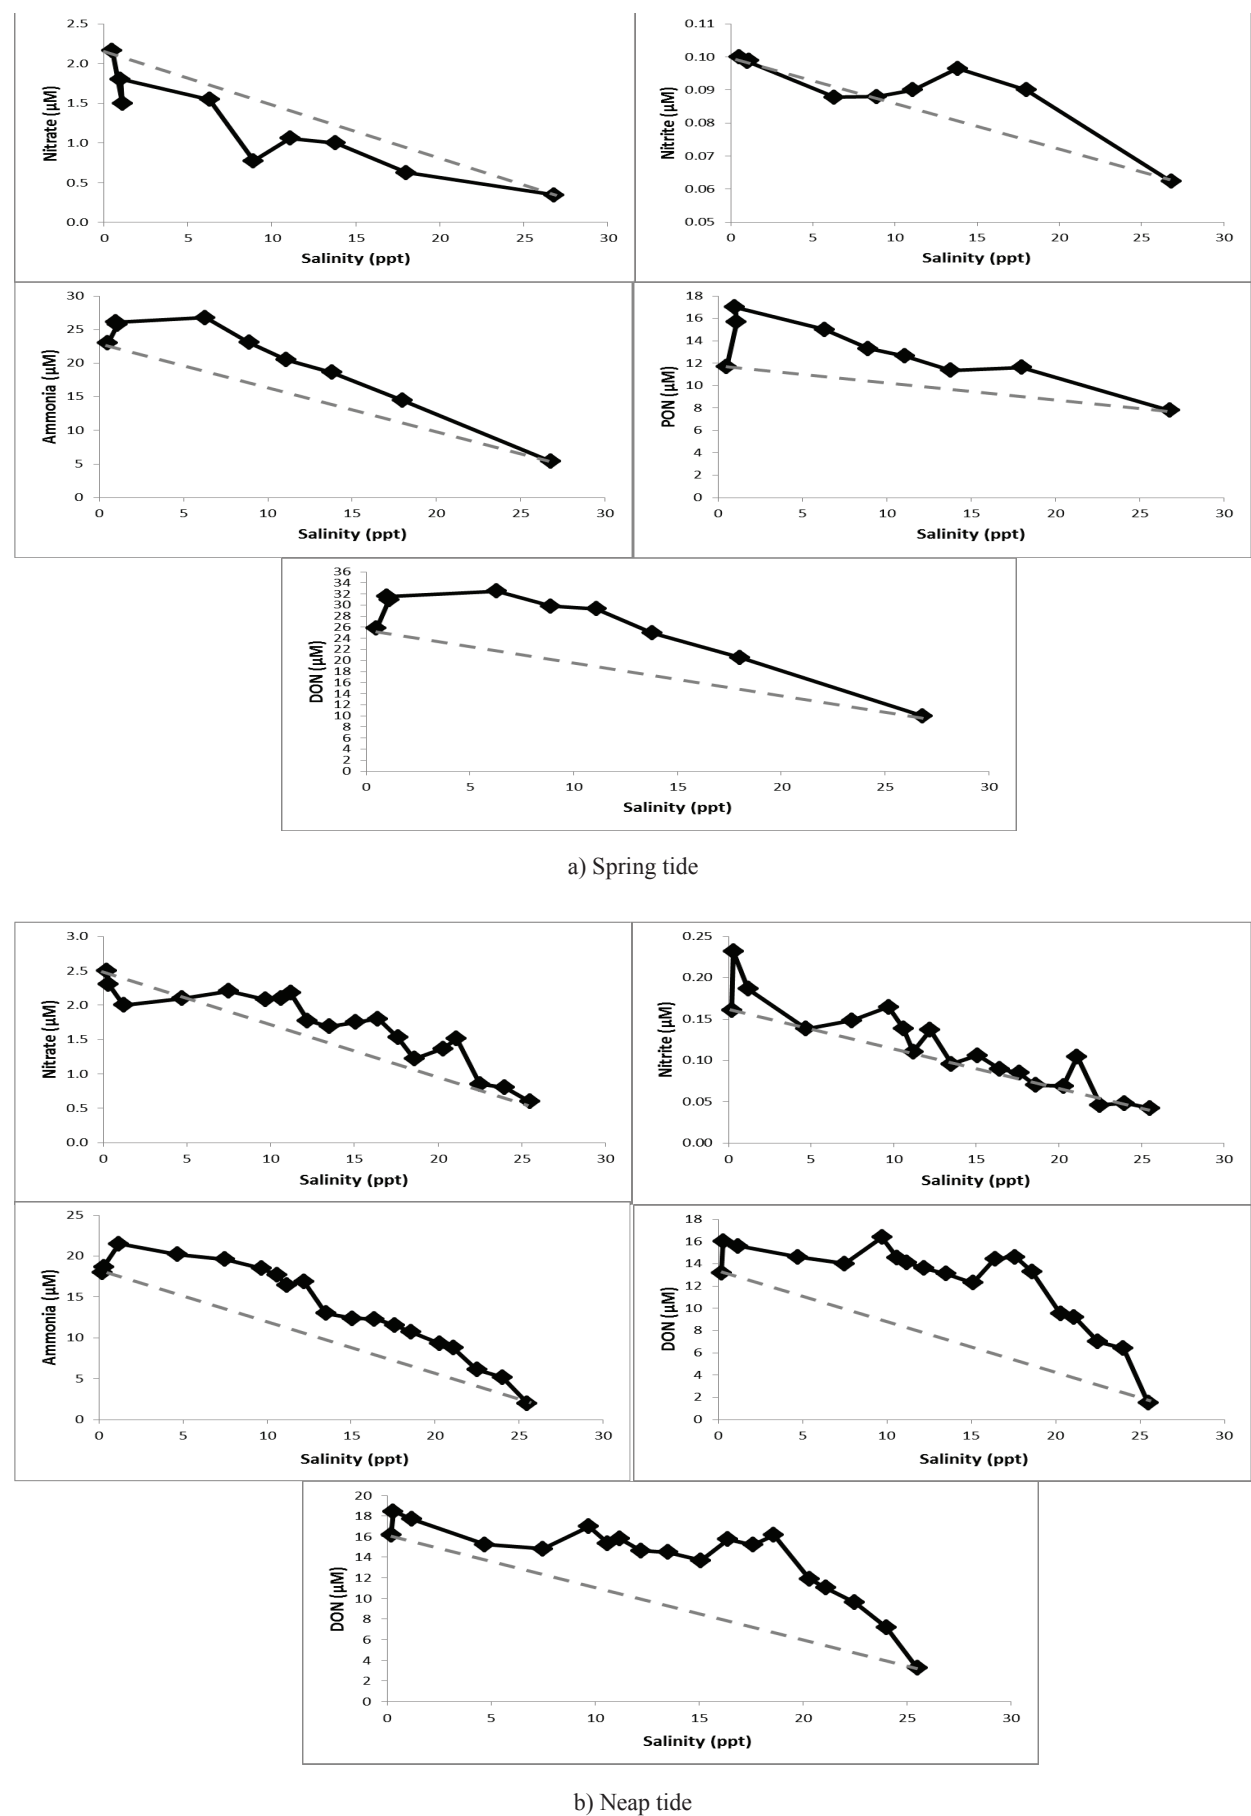 2.5
2.0
1.5
1.0
0.5
0.0
Nitrate (µM)
0 5 10 15 20 25 30
Salinity (ppt)
0.11
0.10
0.09
0.08
0.07
0.06
0.05
Nitrite (µM)
0 5 10 15 20 25 30
Salinity (ppt)
30
25
20
15
10
5
0
Ammonia (µM)
0 5 10 15 20 25 30
Salinity (ppt)
18
16
14
12
10
8
6
4
2
0
PON (µM)
0 5 10 15 20 25 30
Salinity (ppt)
36
34
32
30
28
26
24
22
20
18
16
14
12
10
8
6
4
2
0
DON (µM)
0 5 10 15 20 25 30
Salinity (ppt)
a) Spring tide
3.0
2.5
2.0
1.5
1.0
0.5
0.0
Nitrate (µM)
0 5 10 15 20 25 30
Salinity (ppt)
0.25
0.20
0.15
0.10
0.05
0.00
Nitrite (µM)
0 5 10 15 20 25 30
Salinity (ppt)
25
20
15
10
5
0
Ammonia (µM)
0 5 10 15 20 25 30
Salinity (ppt)
18
16
14
12
10
8
6
4
2
0
DON (µM)
0 5 10 15 20 25 30
Salinity (ppt)
20
18
16
14
12
10
8
6
4
2
0
DON (µM)
0 5 10 15 20 25 30
Salinity (ppt)
b) Neap tide